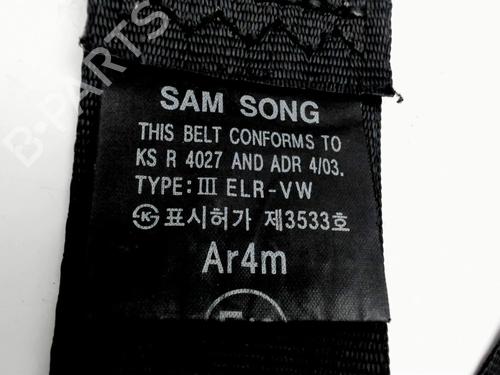 B-PARTS
SAM SONG
THIS BELT CONFORMS TO
KS R 4027 AND ADR 4/03.
TYPE: III ELR-VW
표시허가 제3533호
Ar4m